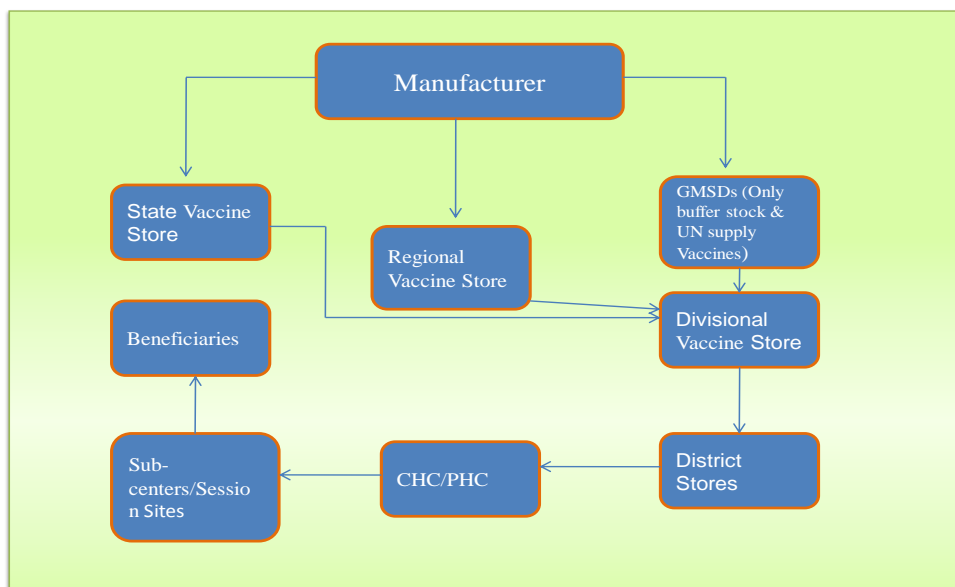 Manufacturer
State Vaccine
Store
Regional
Vaccine Store
GMSDs (Only
buffer stock &
UN supply
Vaccines)
Beneficiaries
Divisional
Vaccine Store
Sub-
centers/Sessio
n Sites
CHC/PHC
District
Stores